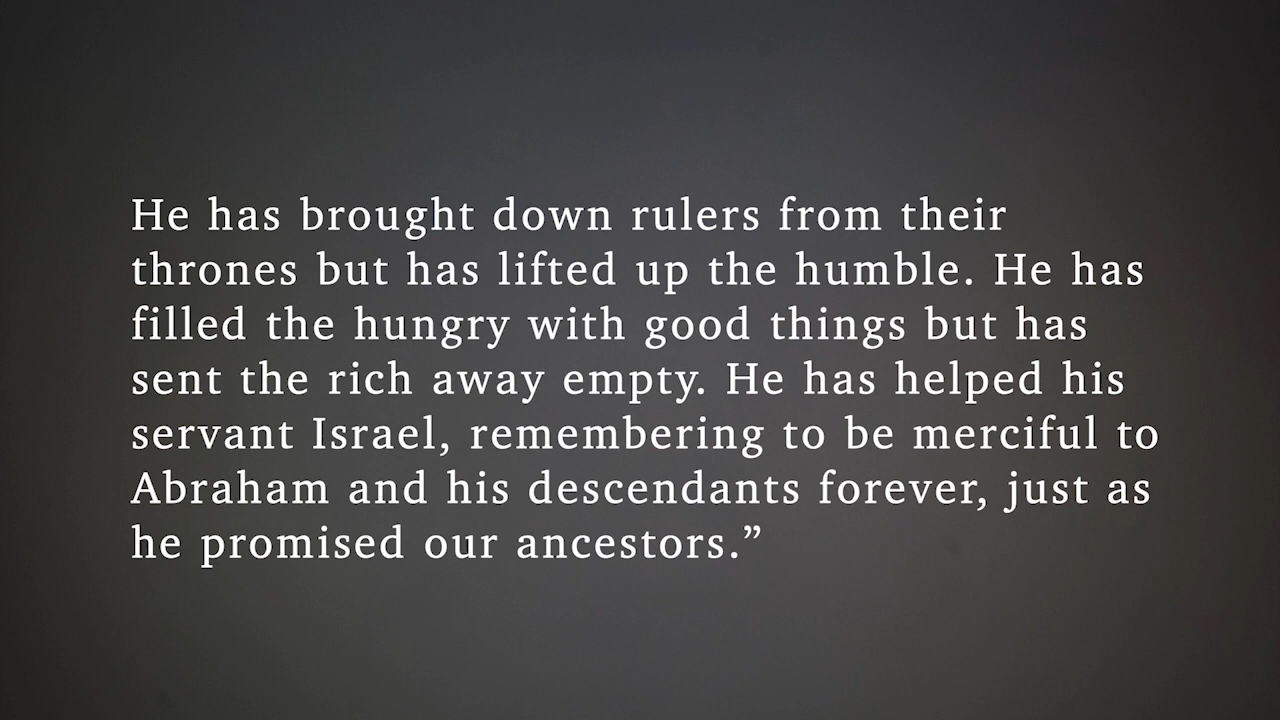 He has brought down rulers from their
thrones but has lifted up the humble. He has
filled the hungry with good things but has
sent the rich away empty. He has helped his
servant Israel, remembering to be merciful to
Abraham and his descendants forever, just as
he promised our ancestors.”